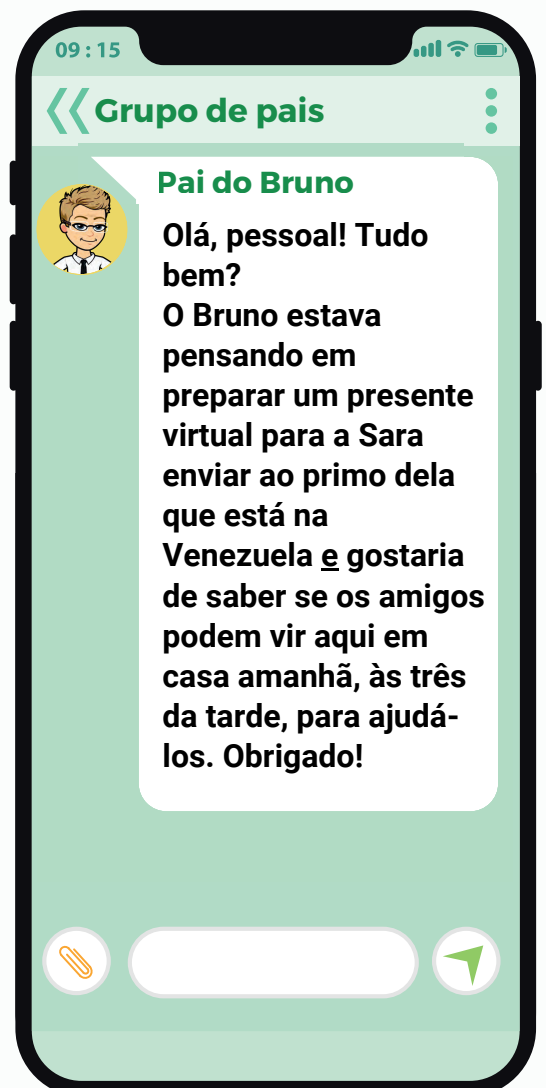 09:15
Grupo de pais
Pai do Bruno
Olá, pessoal! Tudo
bem?
O Bruno estava
pensando em
preparar um presente
virtual para a Sara
enviar ao primo dela
que está na
Venezuela e gostaria
de saber se os amigos
podem vir aqui em
casa amanhã, às três
da tarde, para ajudá-
los. Obrigado!